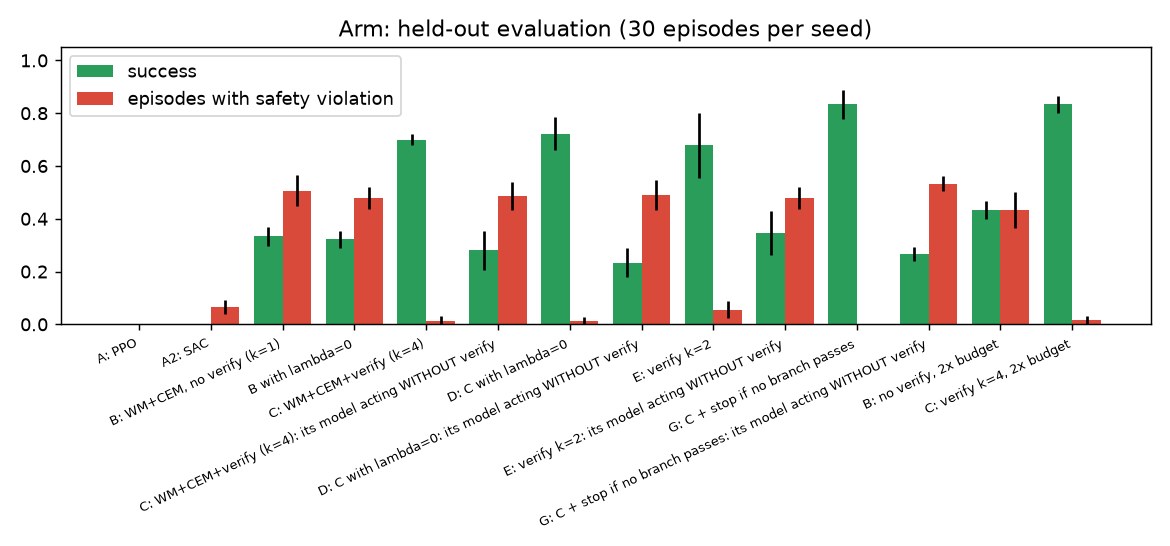 Arm: held-out evaluation (30 episodes per seed)
success
episodes with safety violation
1.0
0.8
0.6
0.4
0.2
0.0
A: PPO
A2: SAC
B: WM+CEM, no verify (k=1)
B with lambda=0
C: WM+CEM+verify (k=4)
C: WM+CEM+verify (k=4): its model acting WITHOUT verify
D: C with lambda=0
D: C with lambda=0: its model acting WITHOUT verify
E: verify k=2
E: verify k=2: its model acting WITHOUT verify
G: C + stop if no branch passes
G: C + stop if no branch passes: its model acting WITHOUT verify
B: no verify, 2x budget
C: verify k=4, 2x budget